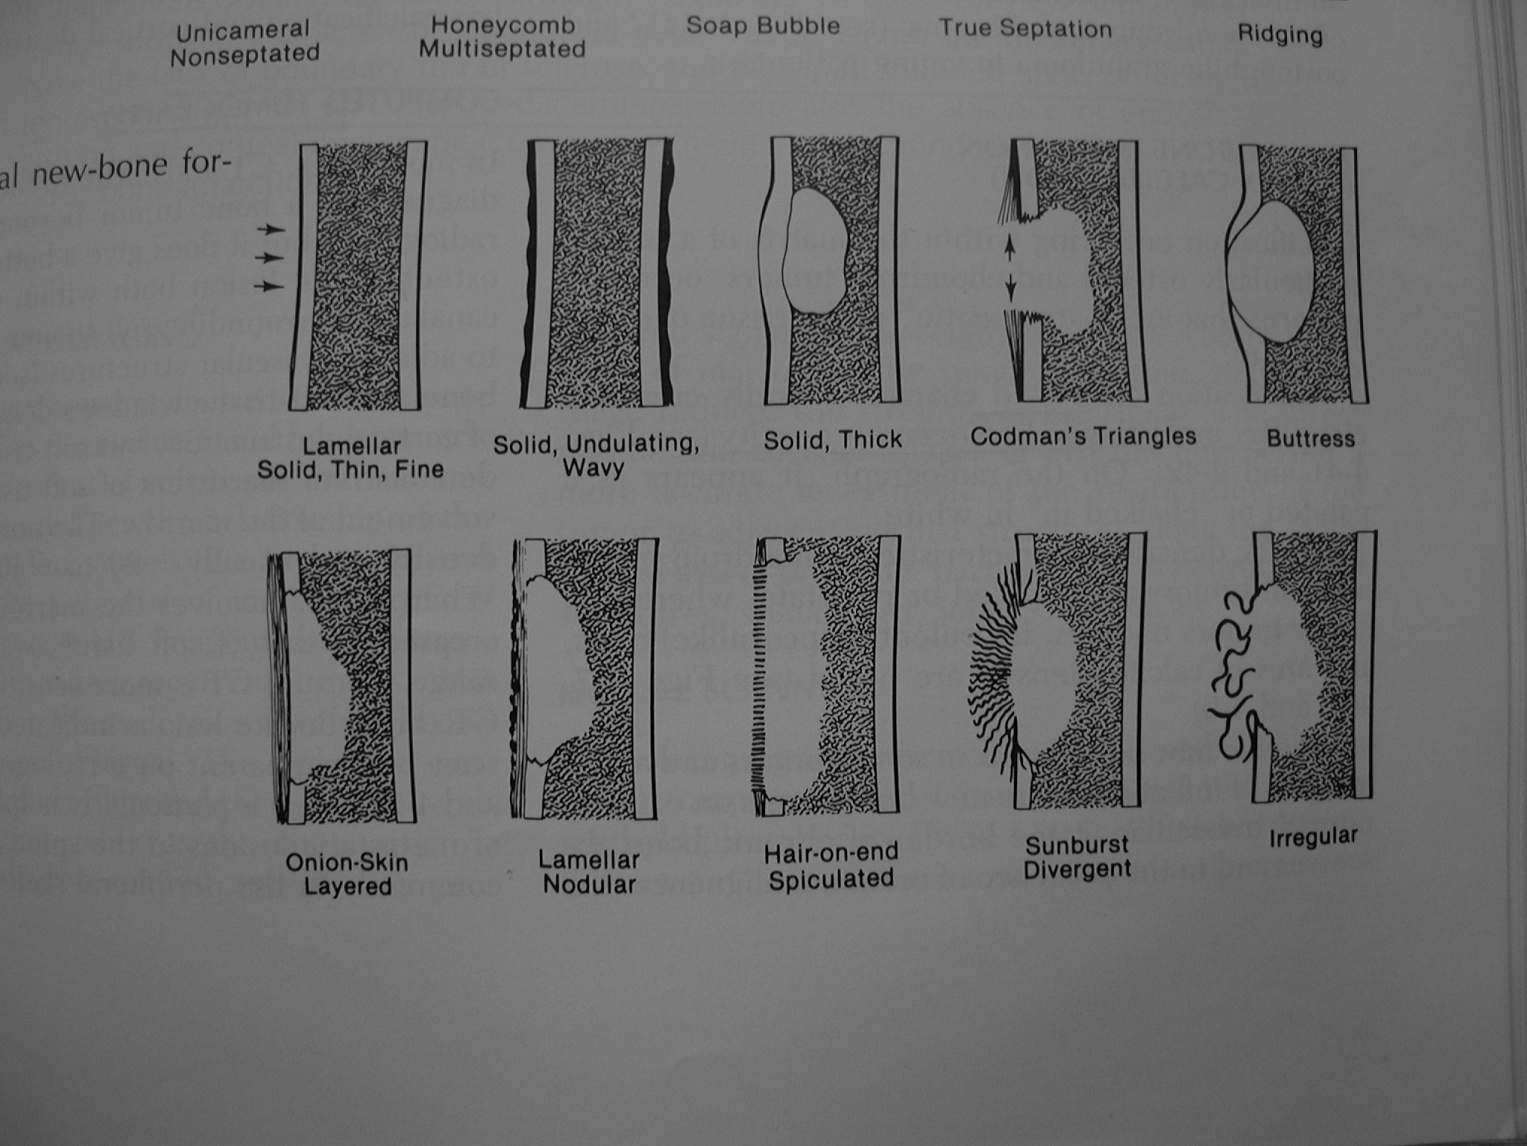 Unicameral
Nonseptated
Honeycomb
Multiseptated
Soap Bubble
True Septation
Ridging
al new-bone for-
Lamellar
Solid, Thin, Fine
Solid, Undulating,
Wavy
Solid, Thick
Codman's Triangles
Buttress
Onion-Skin
Layered
Lamellar
Nodular
Hair-on-end
Spiculated
Sunburst
Divergent
Irregular